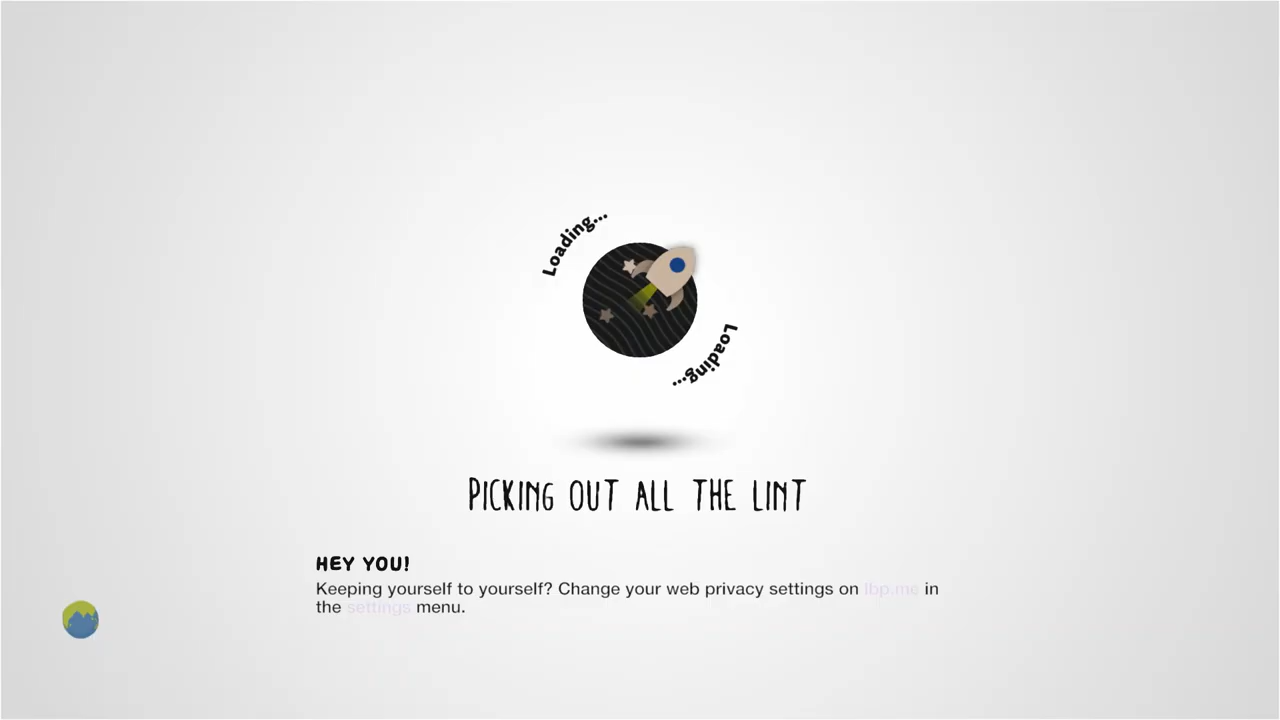 Loading...
Loading...
PICKING OUT ALL THE LINT
HEY YOU!
Keeping yourself to yourself? Change your web privacy settings on lbp.me in
the settings menu.